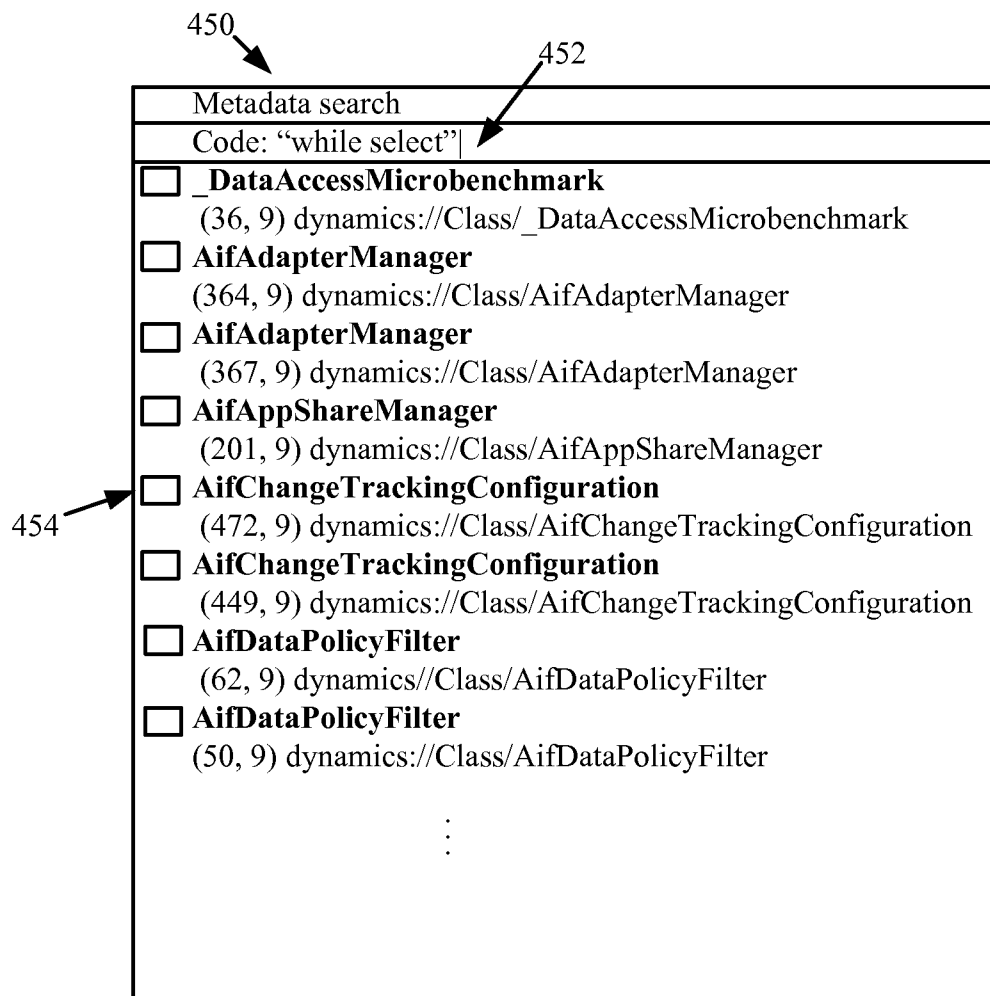 450
452
Metadata search
Code: “while select”|
_DataAccessMicrobenchmark
(36, 9) dynamics://Class/_DataAccessMicrobenchmark
AifAdapterManager
(364, 9) dynamics://Class/AifAdapterManager
AifAdapterManager
(367, 9) dynamics://Class/AifAdapterManager
AifAppShareManager
(201, 9) dynamics://Class/AifAppShareManager
454
AifChangeTrackingConfiguration
(472, 9) dynamics://Class/AifChangeTrackingConfiguration
AifChangeTrackingConfiguration
(449, 9) dynamics://Class/AifChangeTrackingConfiguration
AifDataPolicyFilter
(62, 9) dynamics//Class/AifDataPolicyFilter
AifDataPolicyFilter
(50, 9) dynamics://Class/AifDataPolicyFilter